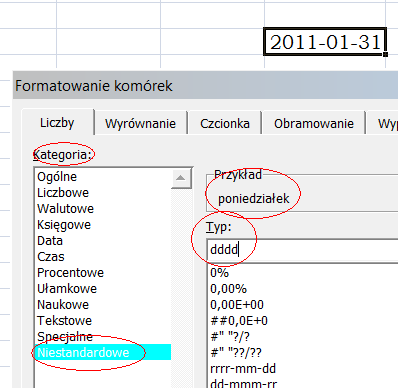 2011-01-31
Formatowanie komórek
Liczby Wyrównanie Czcionka Obramowanie Wyp
Kategoria:
Ogólne
Liczbowe
Walutowe
Księgowe
Data
Czas
Procentowe
Ułamkowe
Naukowe
Tekstowe
Specjalne
Niestandardowe
Przykład
poniedziałek
Typ:
dddd
0%
0,00%
0,00E+00
##0,0E+0
#" "?/?
#" "??/??
rrrr-mm-dd
dd-mmm-rr